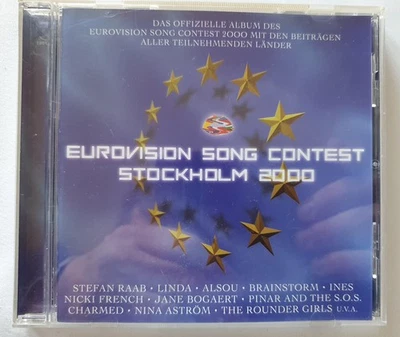 DAS OFFIZIELLE ALBUM DES
EUROVISION SONG CONTEST 2000 MIT DEN BEITRÄGEN
ALLER TEILNEHMENDEN LÄNDER
EUROVISION SONG CONTEST
STOCKHOLM 2000
STEFAN RAAB · LINDA · ALSOU · BRAINSTORM · INES
NICKI FRENCH · JANE BOGAERT · PINAR AND THE S.O.S.
CHARMED · NINA ASTRÖM · THE ROUNDER GIRLS U.V.A.